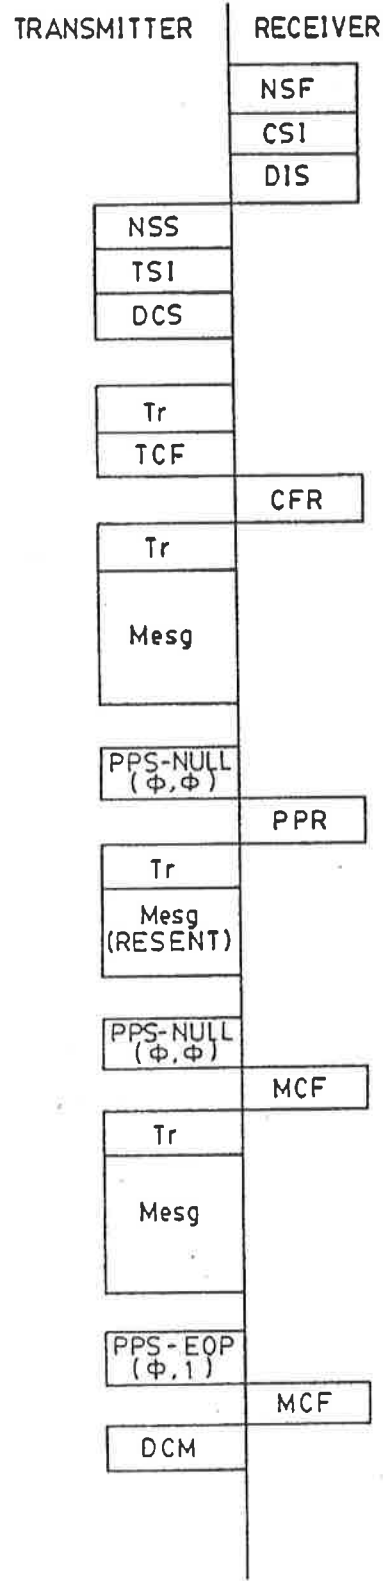 TRANSMITTER RECEIVER
NSF
CSI
DIS
NSS
TSI
DCS
Tr
TCF
CFR
Tr
Mesg
PPS-NULL
(Φ,Φ)
PPR
Tr
Mesg
(RESENT)
PPS-NULL
(Φ,Φ)
MCF
Tr
Mesg
PPS-EOP
(Φ,1)
MCF
DCM